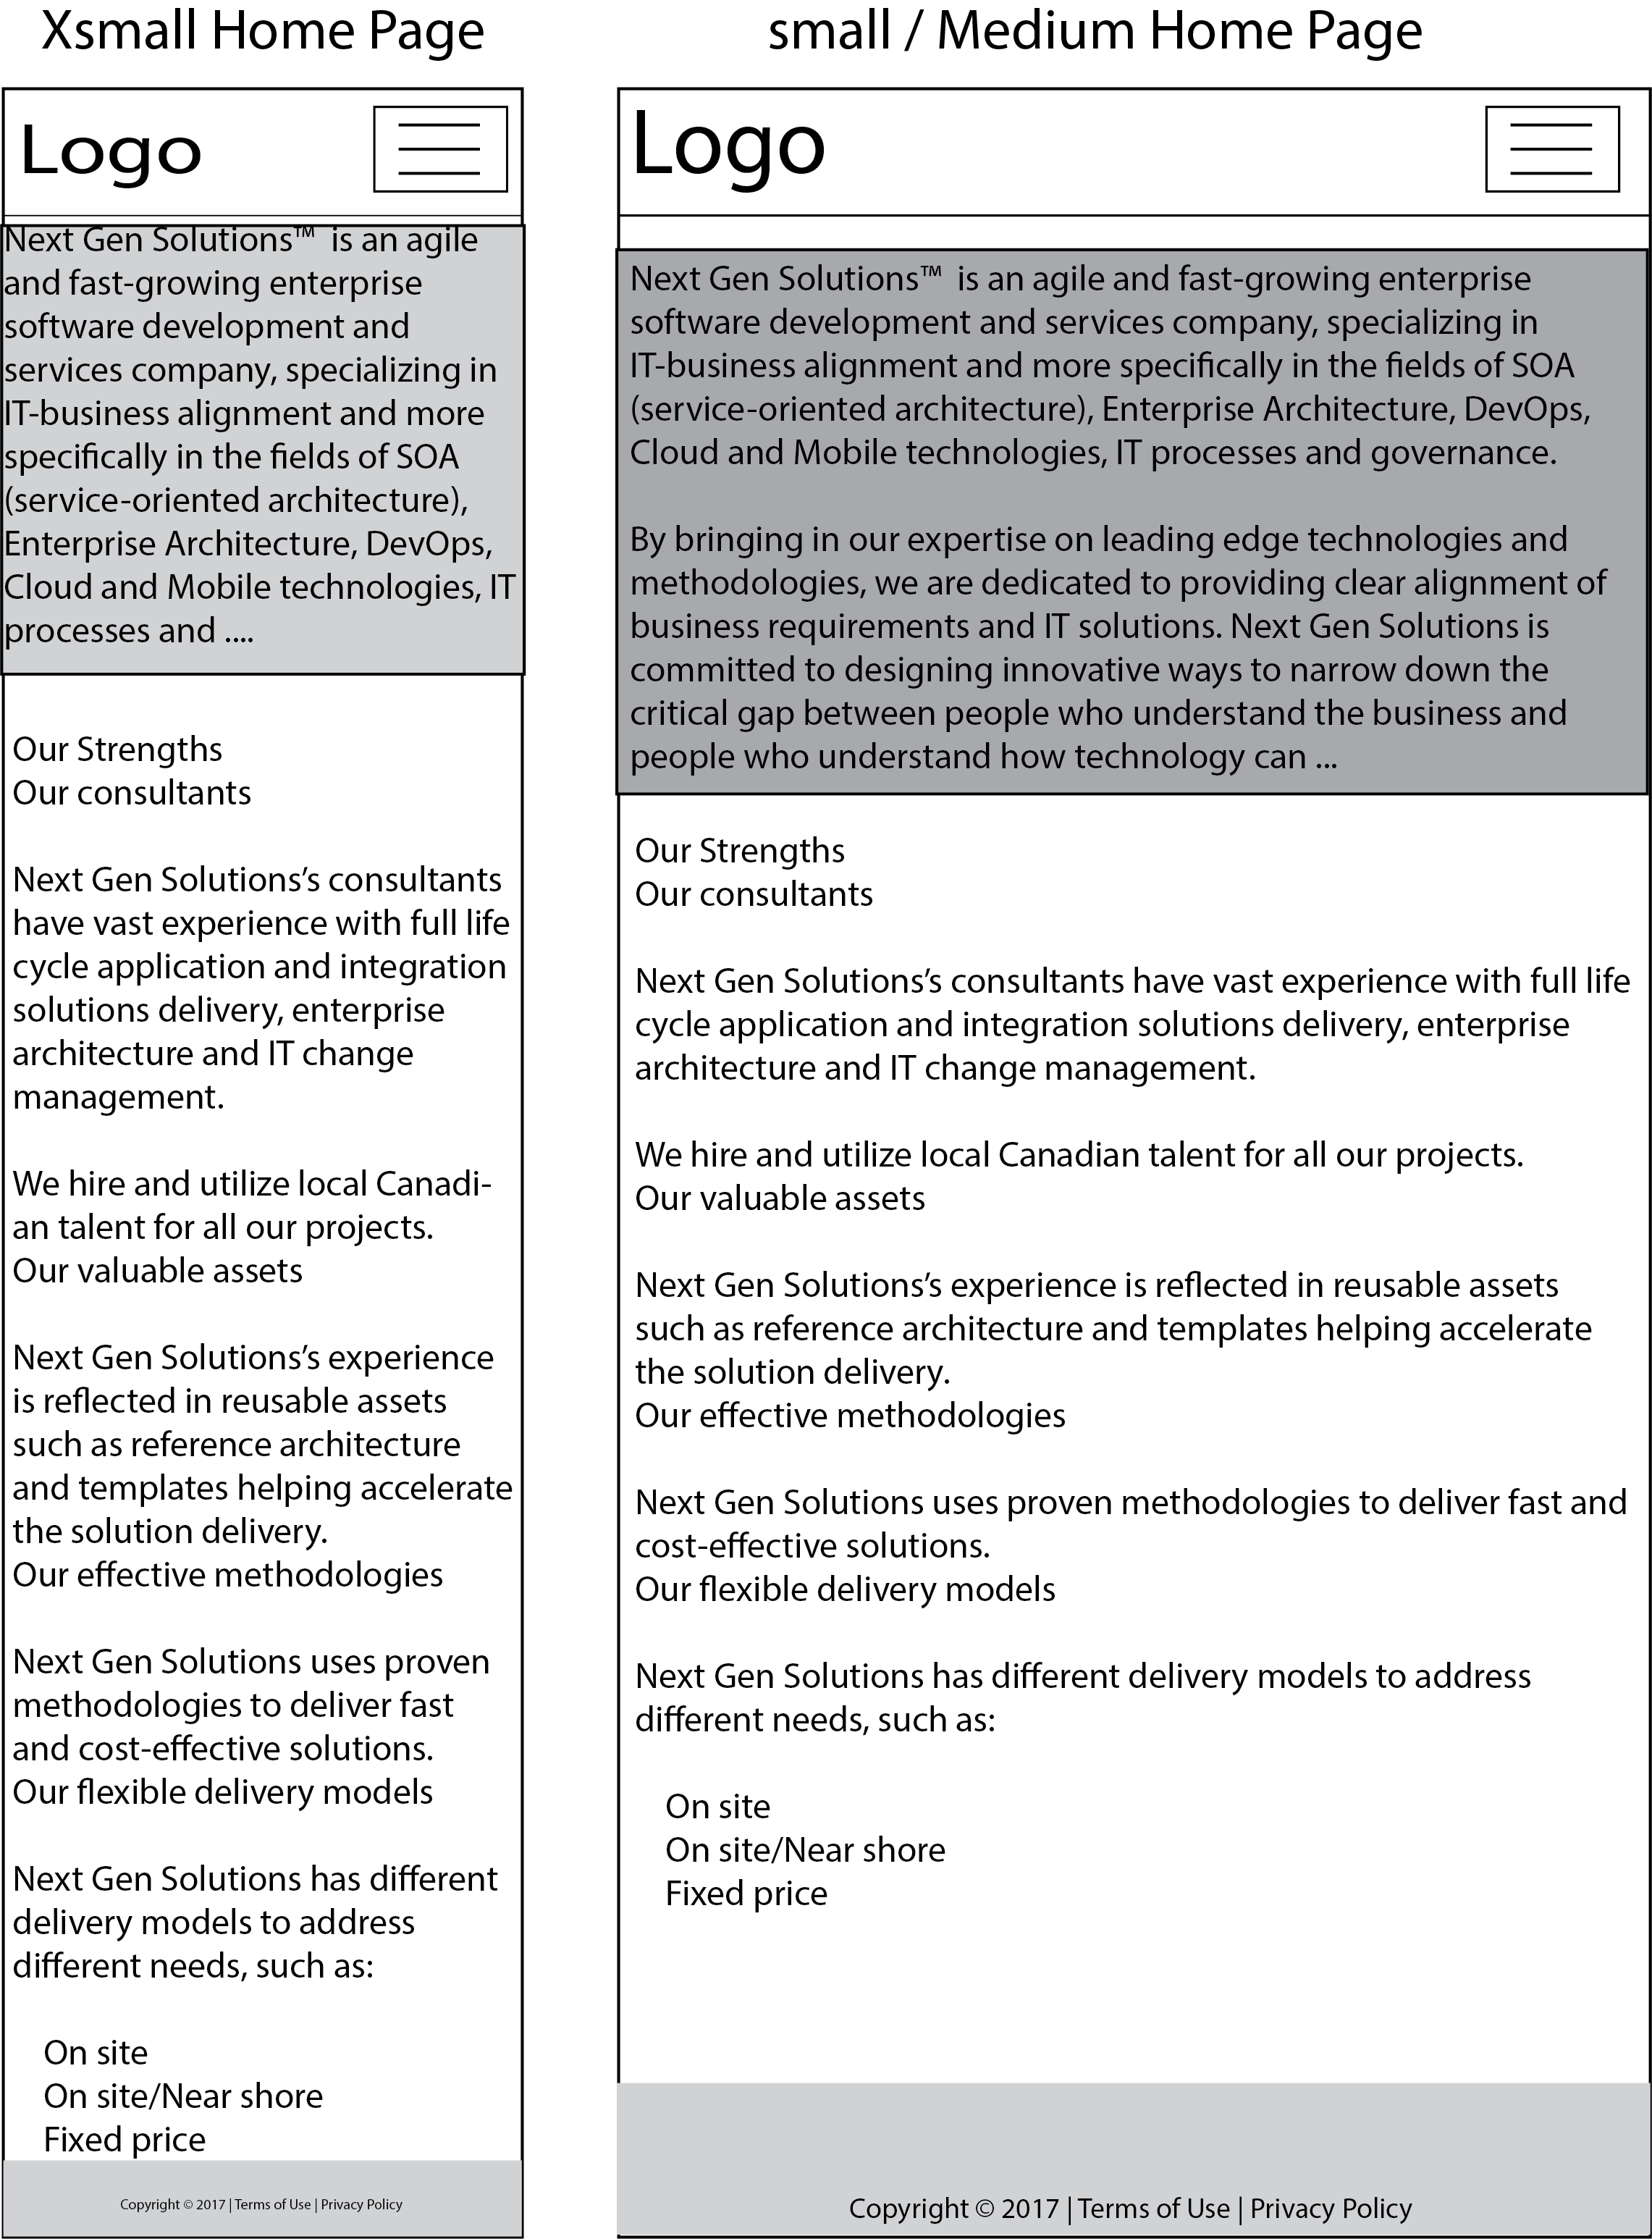 Xsmall Home Page
Logo
Next Gen Solutions™ is an agile
and fast-growing enterprise
software development and
services company, specializing in
IT-business alignment and more
specifically in the fields of SOA
(service-oriented architecture),
Enterprise Architecture, DevOps,
Cloud and Mobile technologies, IT
processes and ....
Our Strengths
Our consultants
Next Gen Solutions’s consultants
have vast experience with full life
cycle application and integration
solutions delivery, enterprise
architecture and IT change
management.
We hire and utilize local Canadi-
an talent for all our projects.
Our valuable assets
Next Gen Solutions’s experience
is reflected in reusable assets
such as reference architecture
and templates helping accelerate
the solution delivery.
Our effective methodologies
Next Gen Solutions uses proven
methodologies to deliver fast
and cost-effective solutions.
Our flexible delivery models
Next Gen Solutions has different
delivery models to address
different needs, such as:
On site
On site/Near shore
Fixed price
Copyright © 2017 | Terms of Use | Privacy Policy
small / Medium Home Page
Logo
Next Gen Solutions™ is an agile and fast-growing enterprise
software development and services company, specializing in
IT-business alignment and more specifically in the fields of SOA
(service-oriented architecture), Enterprise Architecture, DevOps,
Cloud and Mobile technologies, IT processes and governance.
By bringing in our expertise on leading edge technologies and
methodologies, we are dedicated to providing clear alignment of
business requirements and IT solutions. Next Gen Solutions is
committed to designing innovative ways to narrow down the
critical gap between people who understand the business and
people who understand how technology can ...
Our Strengths
Our consultants
Next Gen Solutions’s consultants have vast experience with full life
cycle application and integration solutions delivery, enterprise
architecture and IT change management.
We hire and utilize local Canadian talent for all our projects.
Our valuable assets
Next Gen Solutions’s experience is reflected in reusable assets
such as reference architecture and templates helping accelerate
the solution delivery.
Our effective methodologies
Next Gen Solutions uses proven methodologies to deliver fast and
cost-effective solutions.
Our flexible delivery models
Next Gen Solutions has different delivery models to address
different needs, such as:
On site
On site/Near shore
Fixed price
Copyright © 2017 | Terms of Use | Privacy Policy